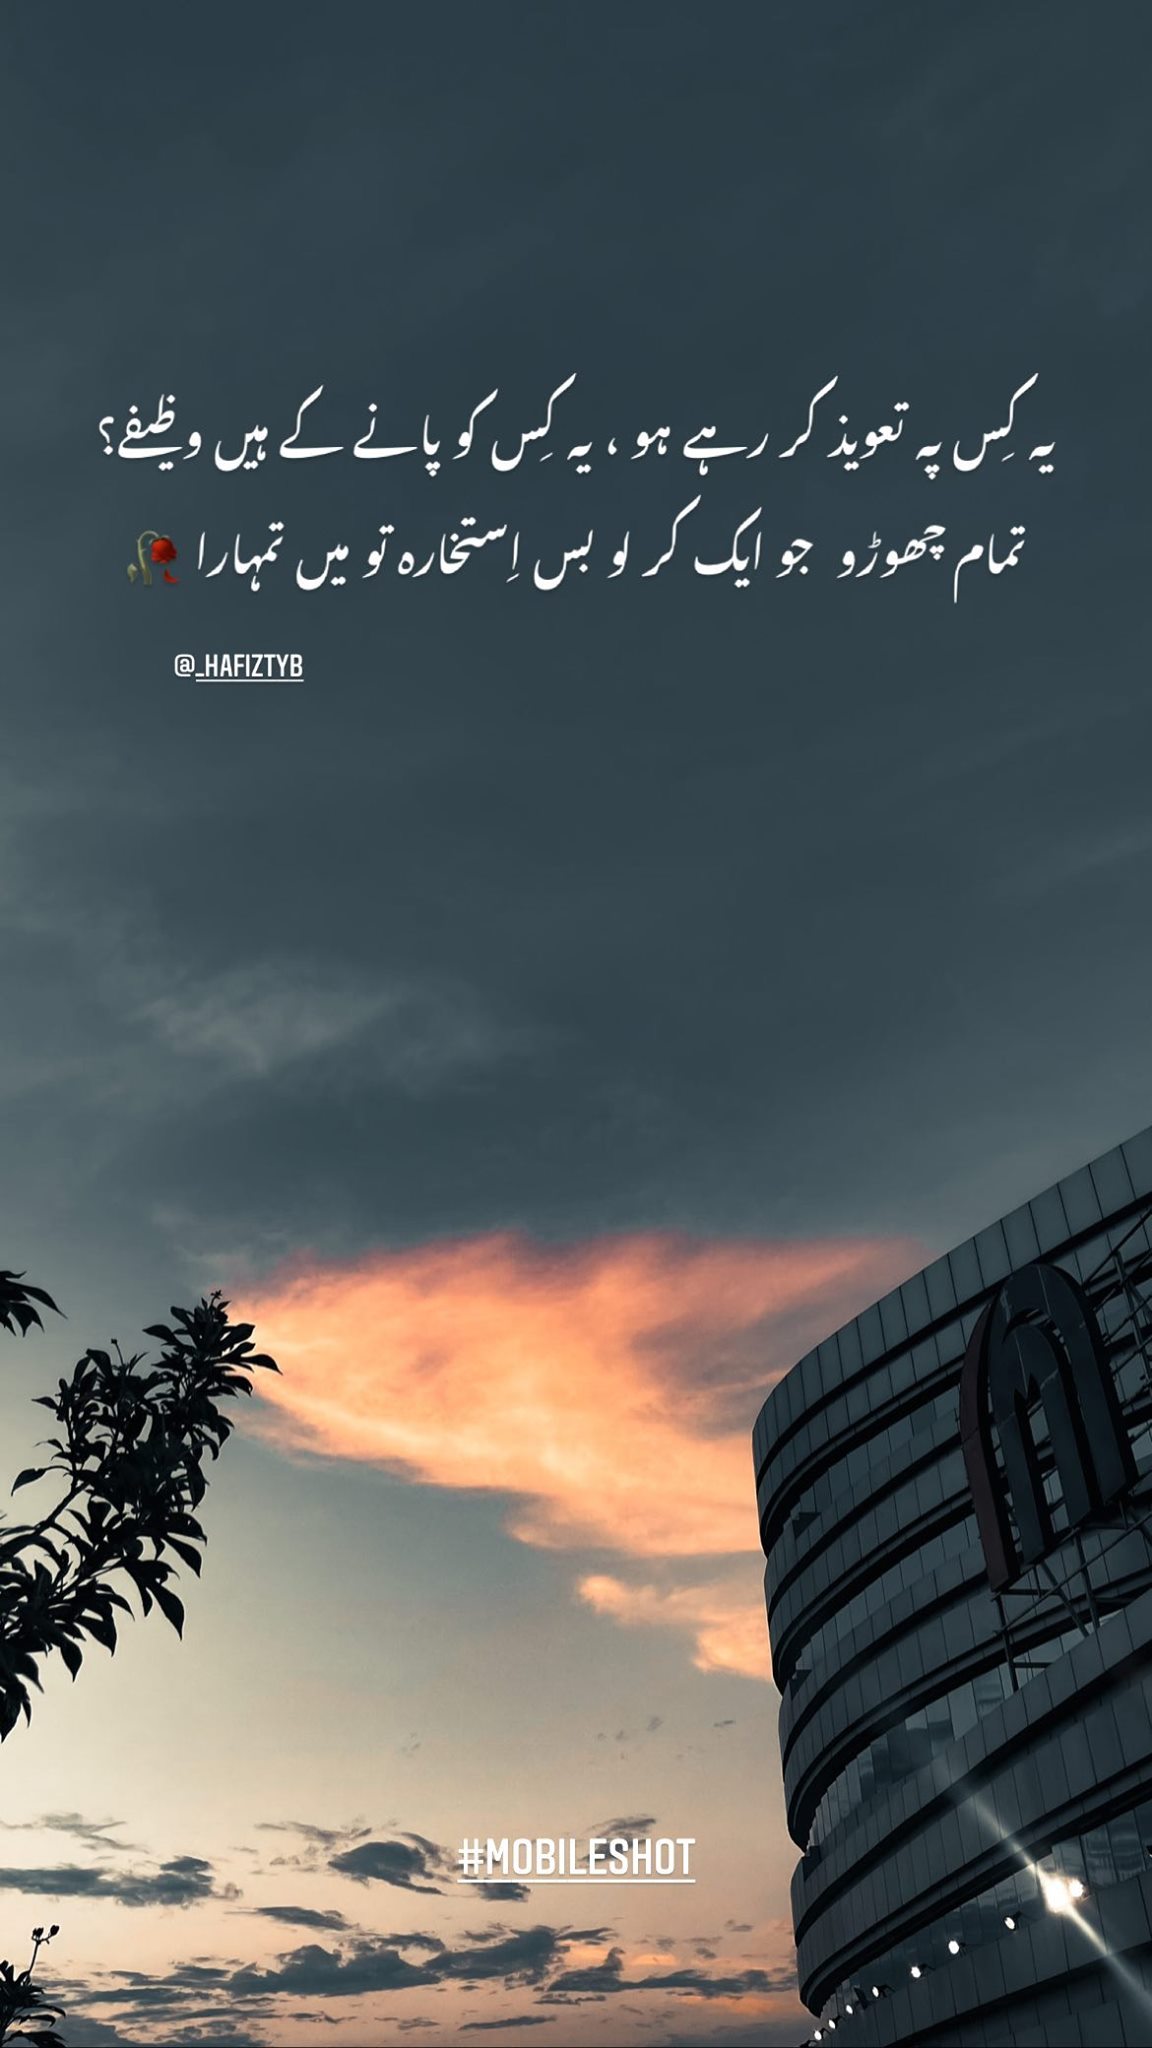 یہ کِس پہ تعویذ کر رہے ہو ، یہ کِس کو پانے کے ہیں وظیفے؟
تمام چھوڑو جو ایک کر لو بس اِستخارہ تو میں تمہارا 🥀
@_HAFIZTYB
#MOBILESHOT